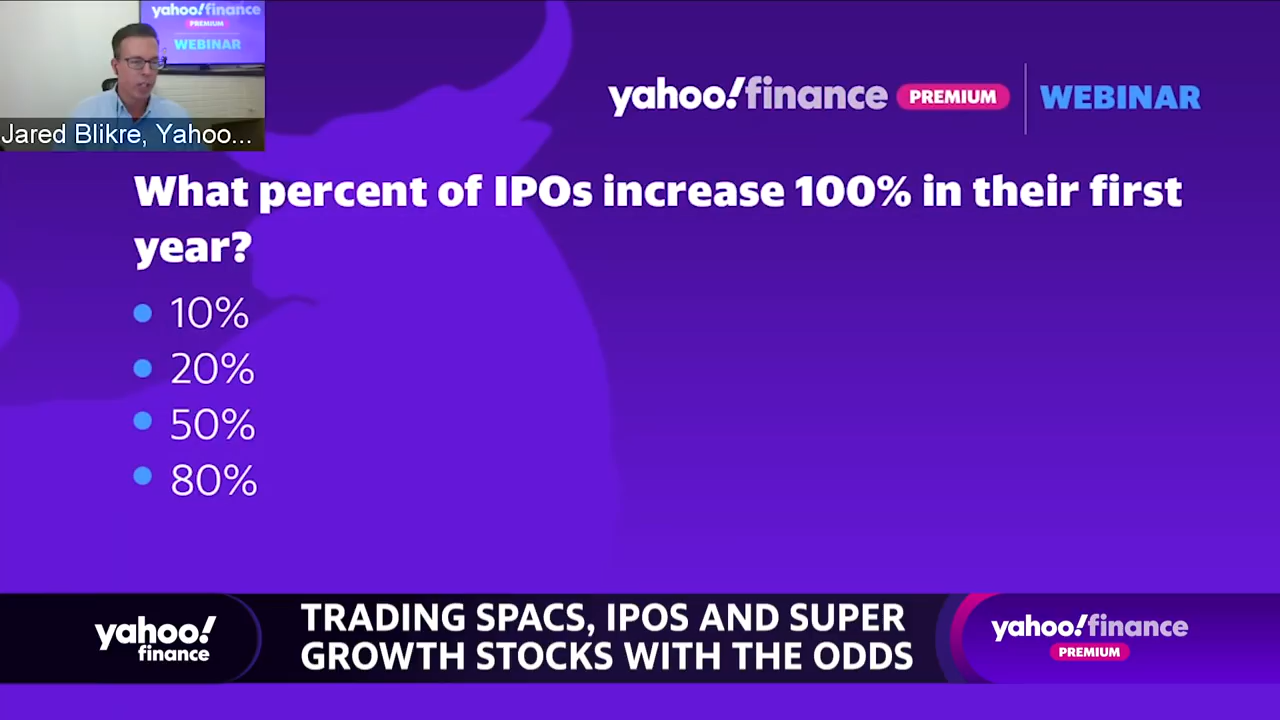 yahoo!finance
PREMIUM
WEBINAR
Jared Blikre, Yahoo...
yahoo!finance PREMIUM WEBINAR
What percent of IPOs increase 100% in their first
year?
10%
20%
50%
80%
yahoo!
finance
TRADING SPACS, IPOS AND SUPER
GROWTH STOCKS WITH THE ODDS
yahoo!finance
PREMIUM